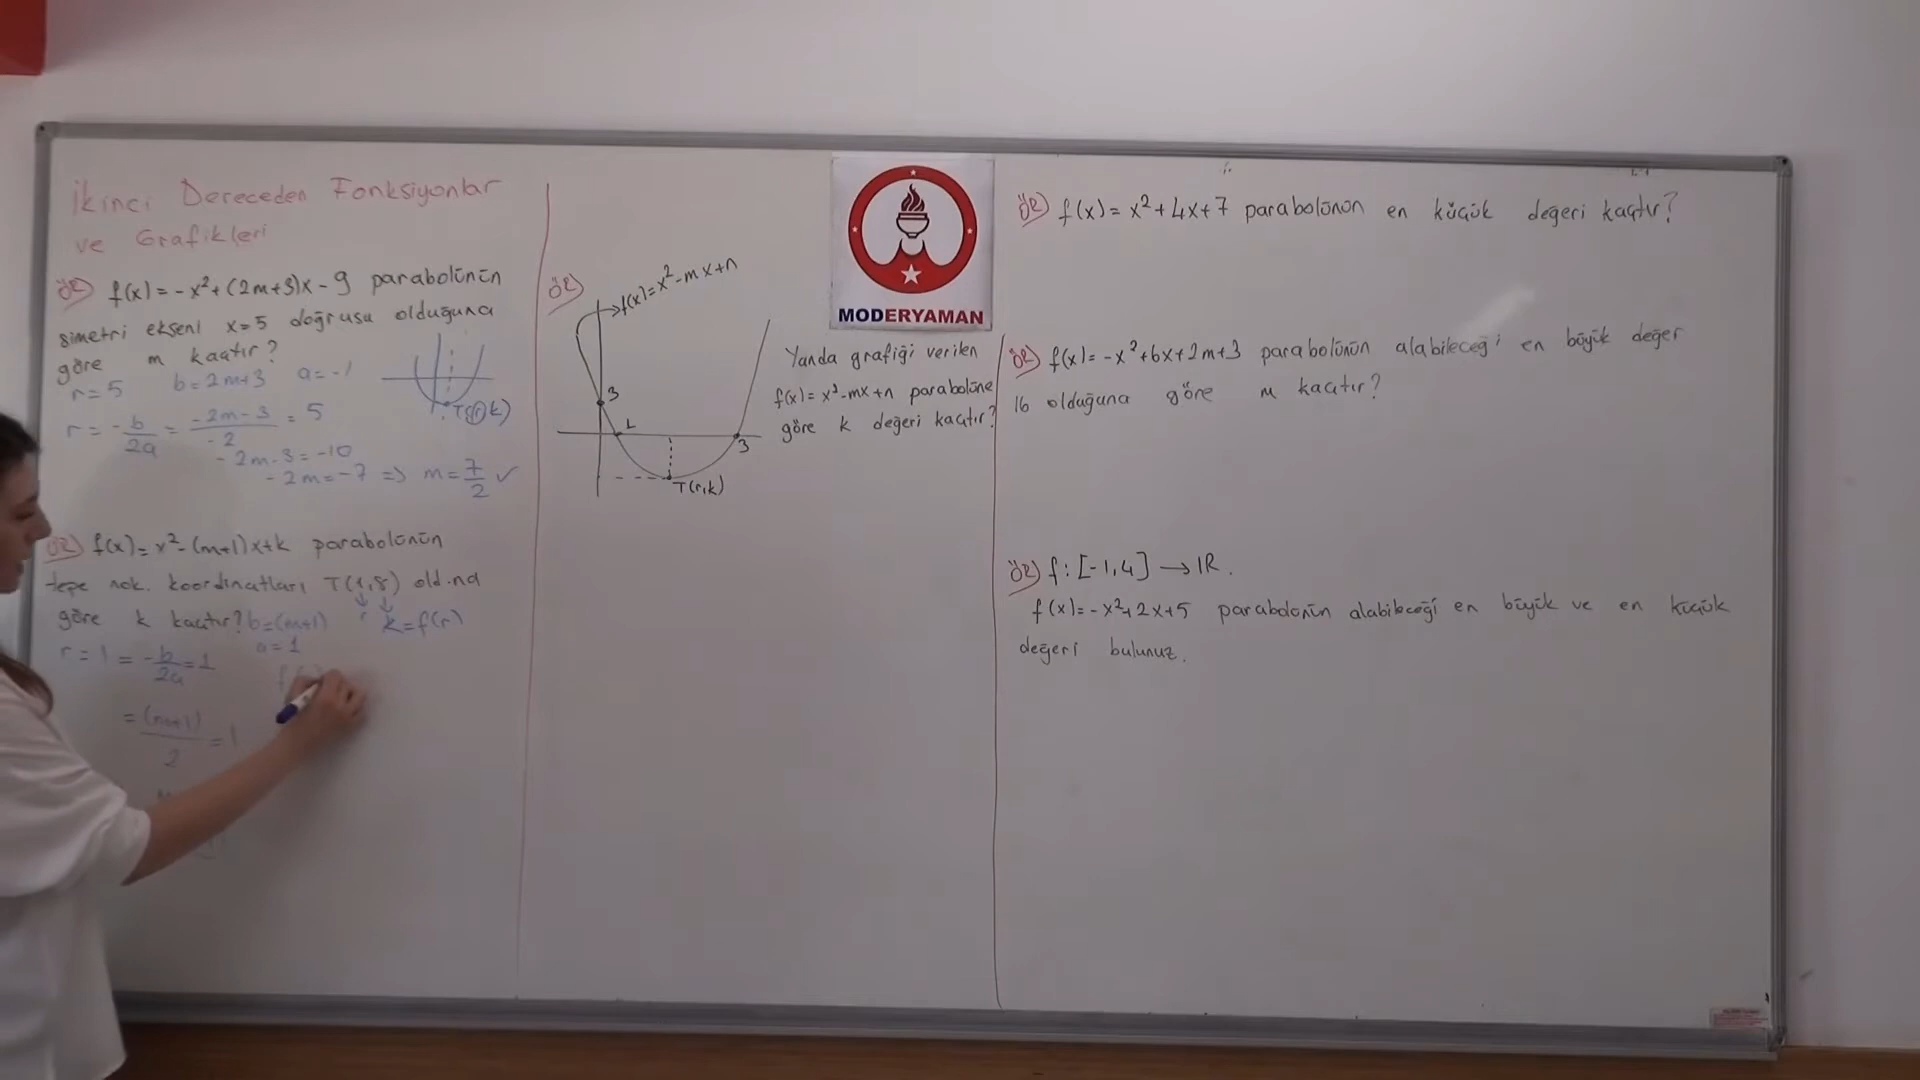 İkinci Dereceden Fonksiyonlar
ve Grafikleri
ÖR) f(x) = -x² + (2m+3)x - 9 parabolünün
simetri ekseni x=5 doğrusu olduğuna
göre m kaçtır?
r=5 b=2m+3 a=-1
T(r,k)
r = -b/2a = -2m-3/-2 = 5
-2m-3=-10
-2m=-7 => m=7/2 ✓
ÖR) f(x) = x² - (m+1)x+k parabolünün
tepe nok. koordinatları T(1,8) old.na
göre k kaçtır? b=(m+1) r k=f(r)
a=1
r = 1 = -b/2a = 1
= (m+1)/2 = 1
ÖR)
f(x)=x²-mx+n
3
1
3
T(r,k)
Yanda grafiği verilen
f(x)=x²-mx+n parabolüne
göre k değeri kaçtır?
MODERYAMAN
ÖR) f(x) = x² + 4x + 7 parabolünün en küçük değeri kaçtır?
ÖR) f(x) = -x² + 6x + 2m + 3 parabolünün alabileceği en büyük değer
16 olduğuna göre m kaçtır?
ÖR) f : [-1,4] → IR.
f(x) = -x² + 2x + 5 parabolünün alabileceği en büyük ve en küçük
değeri bulunuz.